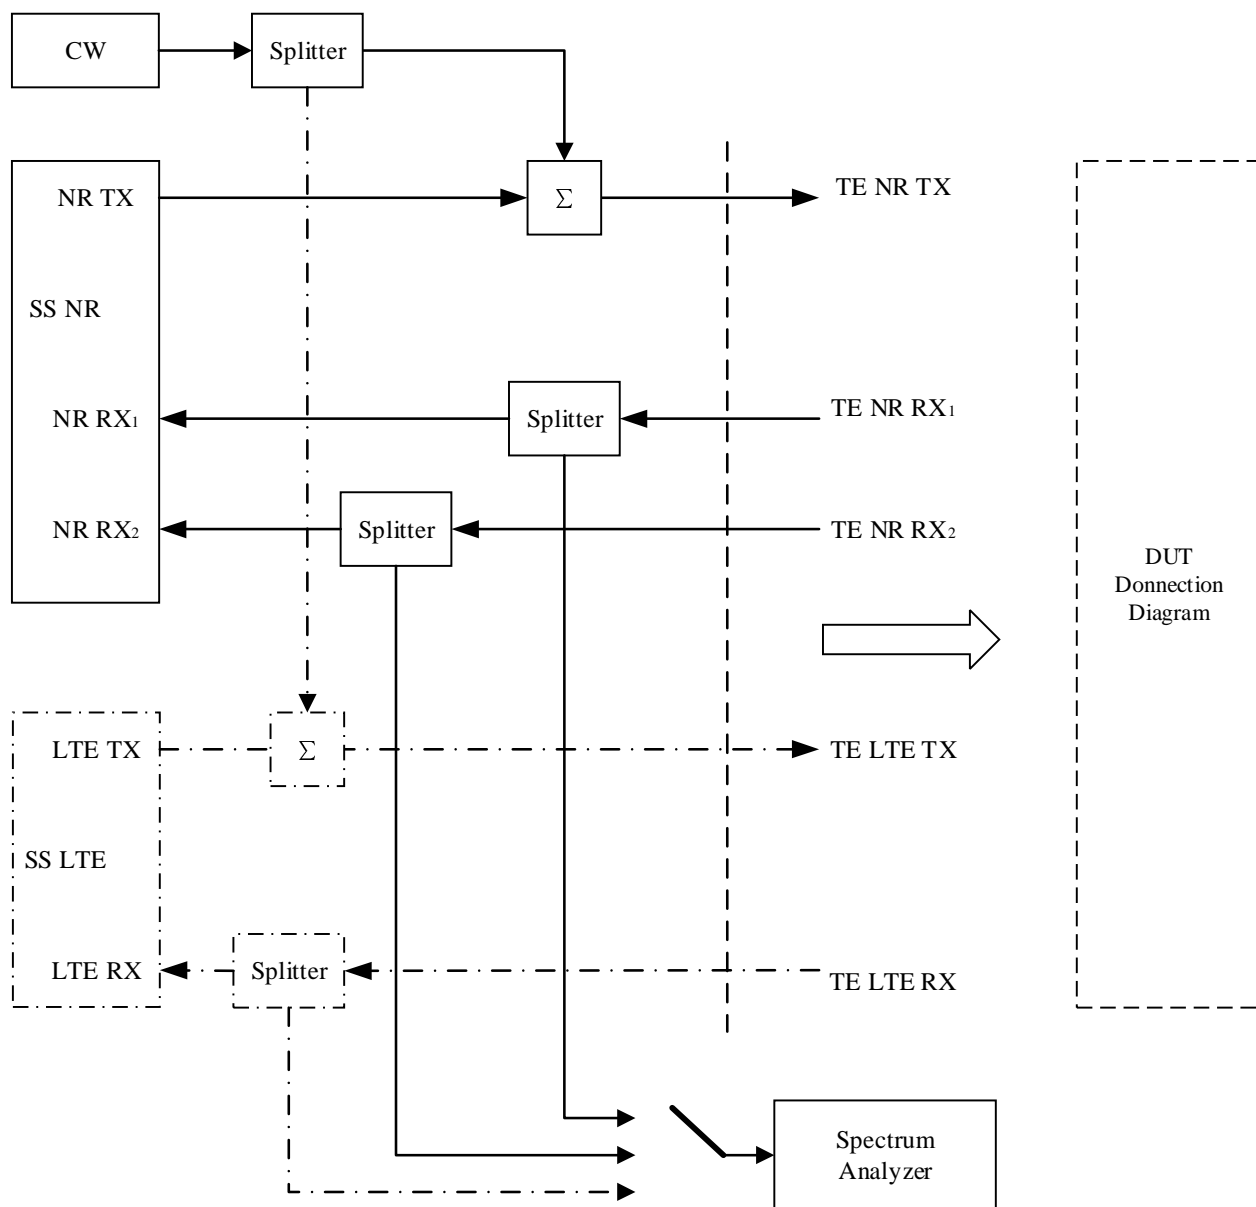 CW
Splitter
NR TX
Σ
TE NR TX
SS NR
NR RX1
Splitter
TE NR RX1
NR RX2
Splitter
TE NR RX2
DUT
Donnection
Diagram
LTE TX
Σ
TE LTE TX
SS LTE
LTE RX
Splitter
TE LTE RX
Spectrum
Analyzer